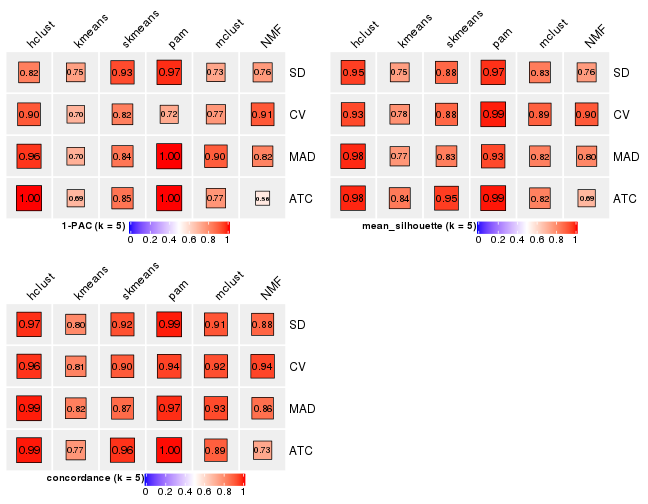 hclust kmeans skmeans pam mclust NMF
0.82 0.75 0.93 0.97 0.73 0.76 SD
0.90 0.70 0.82 0.72 0.77 0.91 CV
0.96 0.70 0.84 1.00 0.90 0.82 MAD
1.00 0.69 0.85 1.00 0.77 0.56 ATC
1-PAC (k = 5)
0 0.2 0.4 0.6 0.8 1
hclust kmeans skmeans pam mclust NMF
0.95 0.75 0.88 0.97 0.83 0.76 SD
0.93 0.78 0.88 0.99 0.89 0.90 CV
0.98 0.77 0.83 0.93 0.82 0.80 MAD
0.98 0.84 0.95 0.99 0.82 0.69 ATC
mean_silhouette (k = 5)
0 0.2 0.4 0.6 0.8 1
hclust kmeans skmeans pam mclust NMF
0.97 0.80 0.92 0.99 0.91 0.88 SD
0.96 0.81 0.90 0.94 0.92 0.94 CV
0.99 0.82 0.87 0.97 0.93 0.86 MAD
0.99 0.77 0.96 1.00 0.89 0.73 ATC
concordance (k = 5)
0 0.2 0.4 0.6 0.8 1